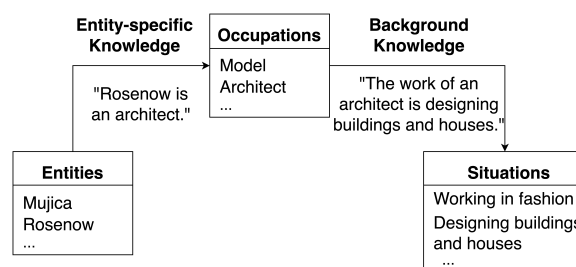 Entity-specific
Knowledge
Occupations
Model
Architect
...
Background
Knowledge
"Rosenow is
an architect."
"The work of an
architect is designing
buildings and houses."
Entities
Mujica
Rosenow
...
Situations
Working in fashion
Designing buildings
and houses
...